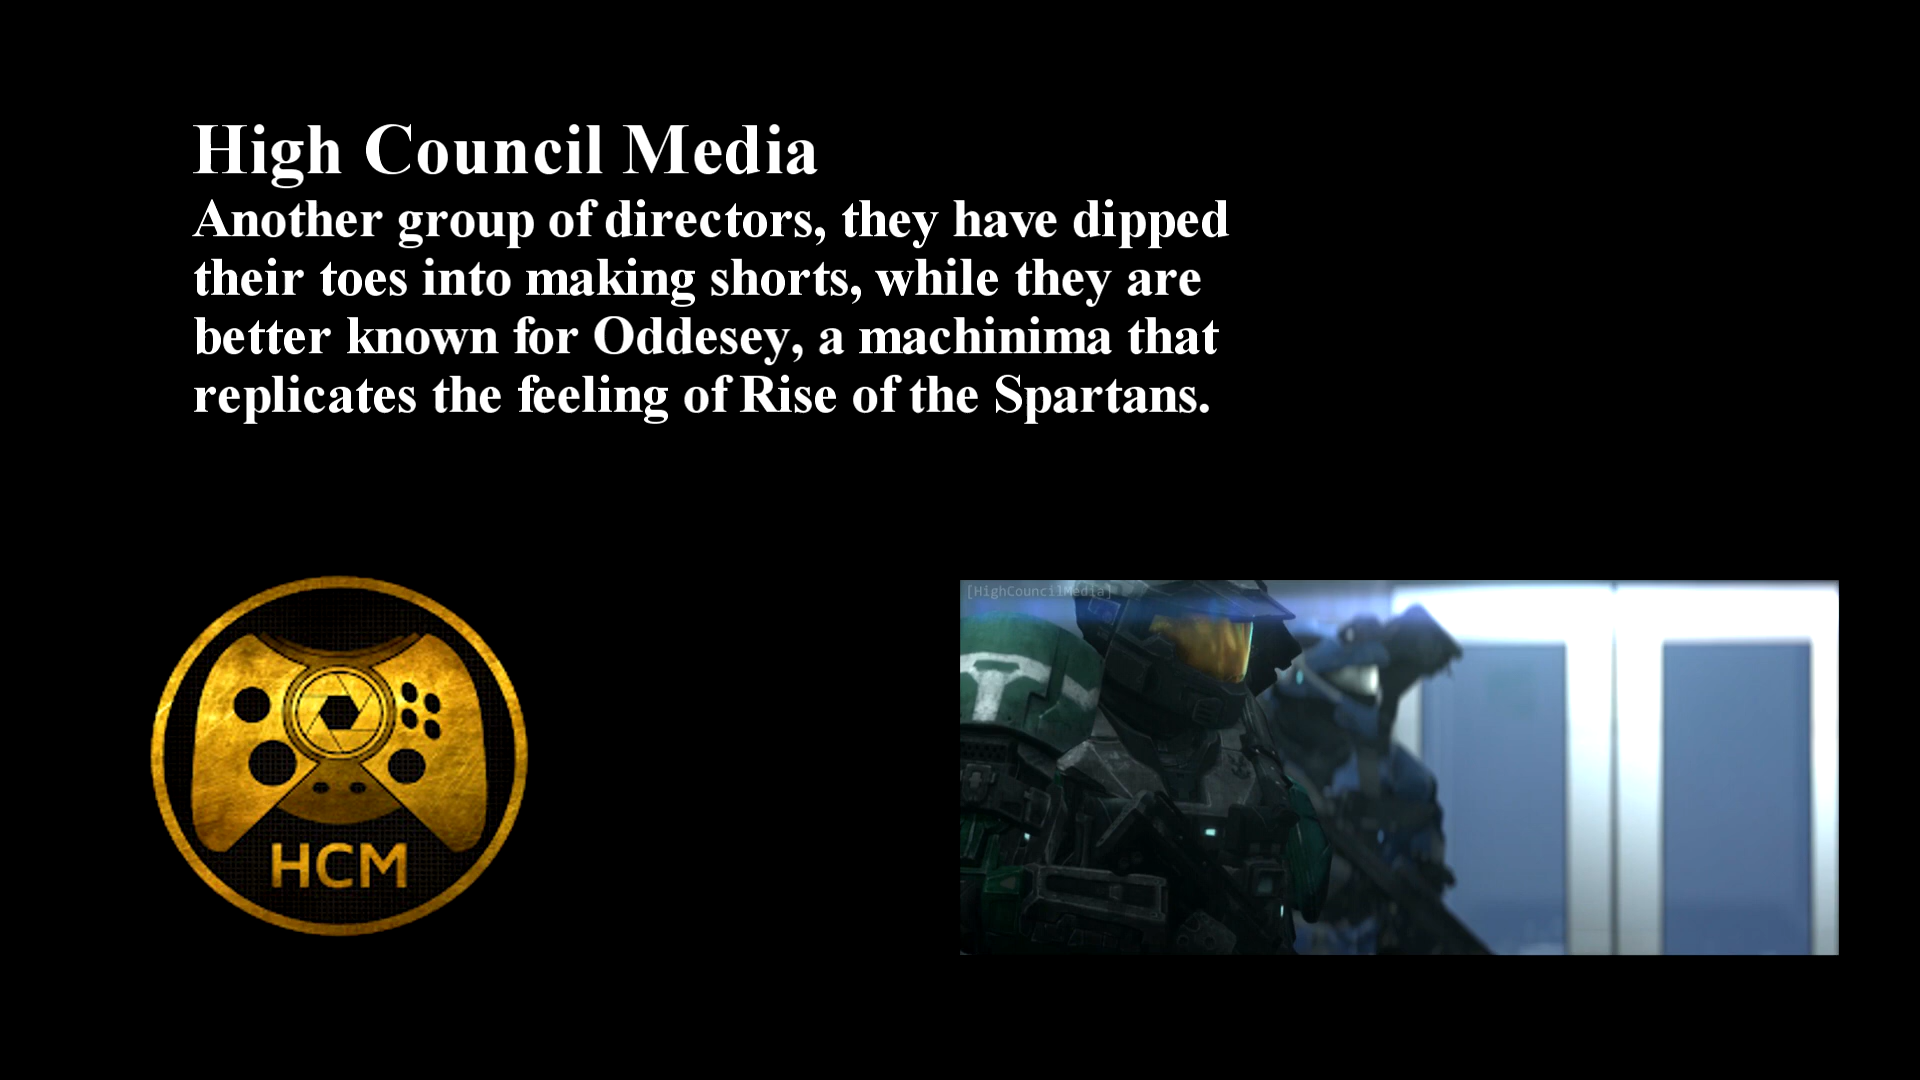 High Council Media
Another group of directors, they have dipped
their toes into making shorts, while they are
better known for Oddesey, a machinima that
replicates the feeling of Rise of the Spartans.
[HighCouncilMedia]
HCM